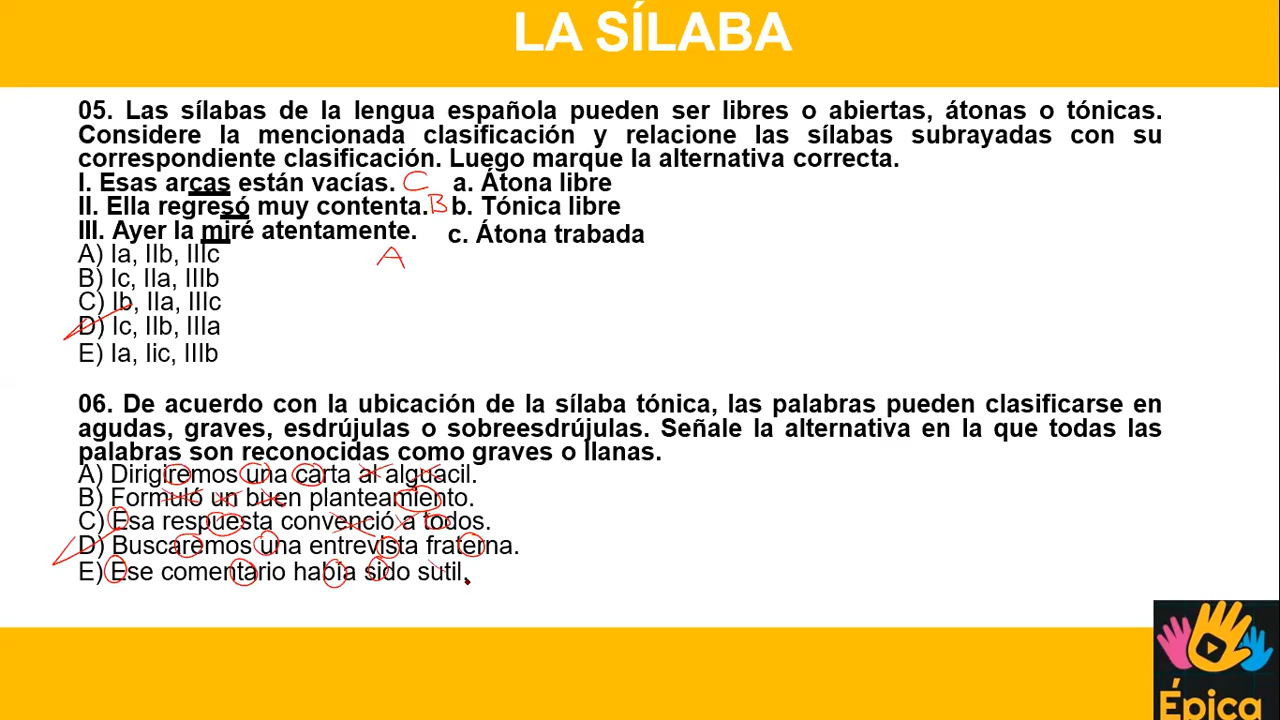 LA SÍLABA
05. Las sílabas de la lengua española pueden ser libres o abiertas, átonas o tónicas.
Considere la mencionada clasificación y relacione las sílabas subrayadas con su
correspondiente clasificación. Luego marque la alternativa correcta.
I. Esas arcas están vacías. C a. Átona libre
II. Ella regresó muy contenta. B b. Tónica libre
III. Ayer la miré atentamente. c. Átona trabada
A) Ia, IIb, IIIc A
B) Ic, IIa, IIIb
C) Ib, IIa, IIIc
D) Ic, IIb, IIIa
E) Ia, Iic, IIIb
06. De acuerdo con la ubicación de la sílaba tónica, las palabras pueden clasificarse en
agudas, graves, esdrújulas o sobreesdrújulas. Señale la alternativa en la que todas las
palabras son reconocidas como graves o llanas.
A) Dirigiremos una carta al alguacil.
B) Formuló un buen planteamiento.
C) Esa respuesta convenció a todos.
D) Buscaremos una entrevista fraterna.
E) Ese comentario había sido sutil.
Épica